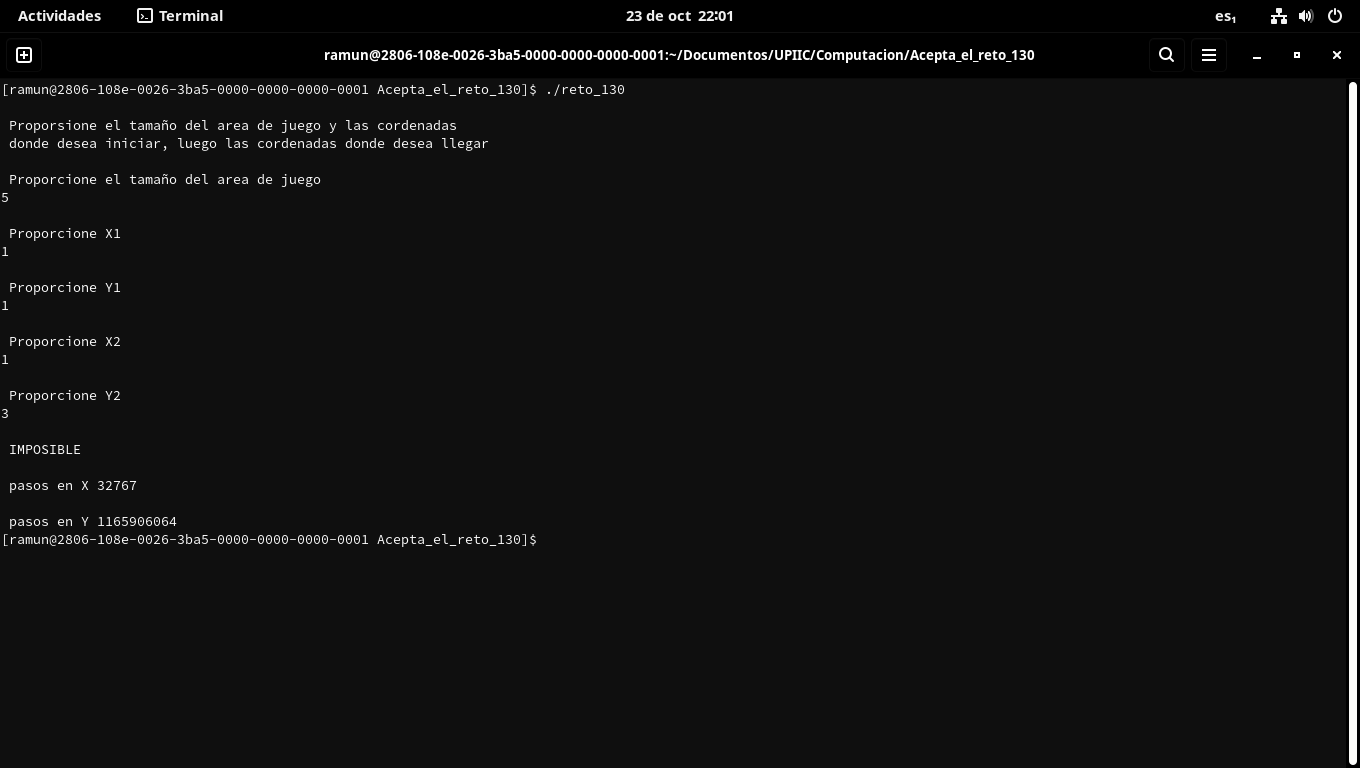 Actividades Terminal 23 de oct 22:01 es₁
ramun@2806-108e-0026-3ba5-0000-0000-0000-0001:~/Documentos/UPIIC/Computacion/Acepta_el_reto_130
[ramun@2806-108e-0026-3ba5-0000-0000-0000-0001 Acepta_el_reto_130]$ ./reto_130
Proporsione el tamaño del area de juego y las cordenadas
donde desea iniciar, luego las cordenadas donde desea llegar
Proporcione el tamaño del area de juego
5
Proporcione X1
1
Proporcione Y1
1
Proporcione X2
1
Proporcione Y2
3
IMPOSIBLE
pasos en X 32767
pasos en Y 1165906064
[ramun@2806-108e-0026-3ba5-0000-0000-0000-0001 Acepta_el_reto_130]$